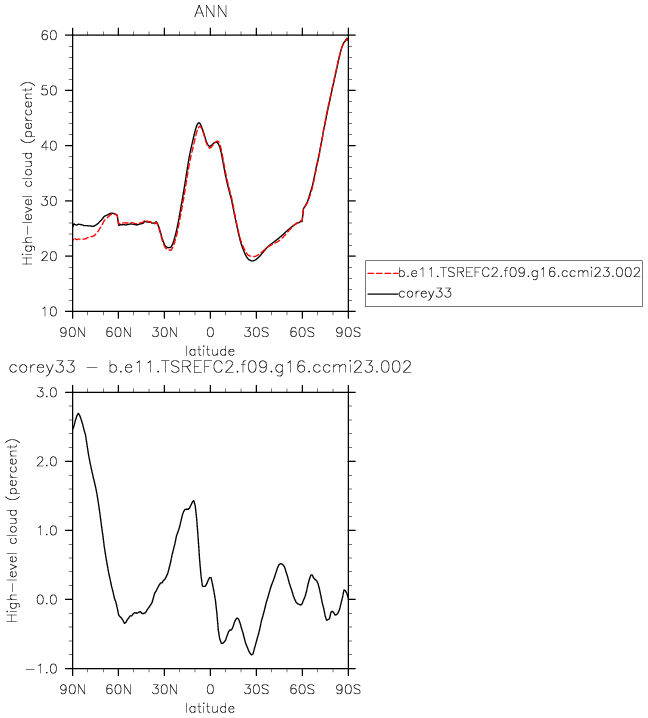 ANN
60
50
40
30
20
10
High-level cloud (percent)
90N 60N 30N 0 30S 60S 90S
latitude
b.e11.TSREFC2.f09.g16.ccmi23.002
corey33
corey33 - b.e11.TSREFC2.f09.g16.ccmi23.002
3.0
2.0
1.0
0.0
-1.0
High-level cloud (percent)
90N 60N 30N 0 30S 60S 90S
latitude